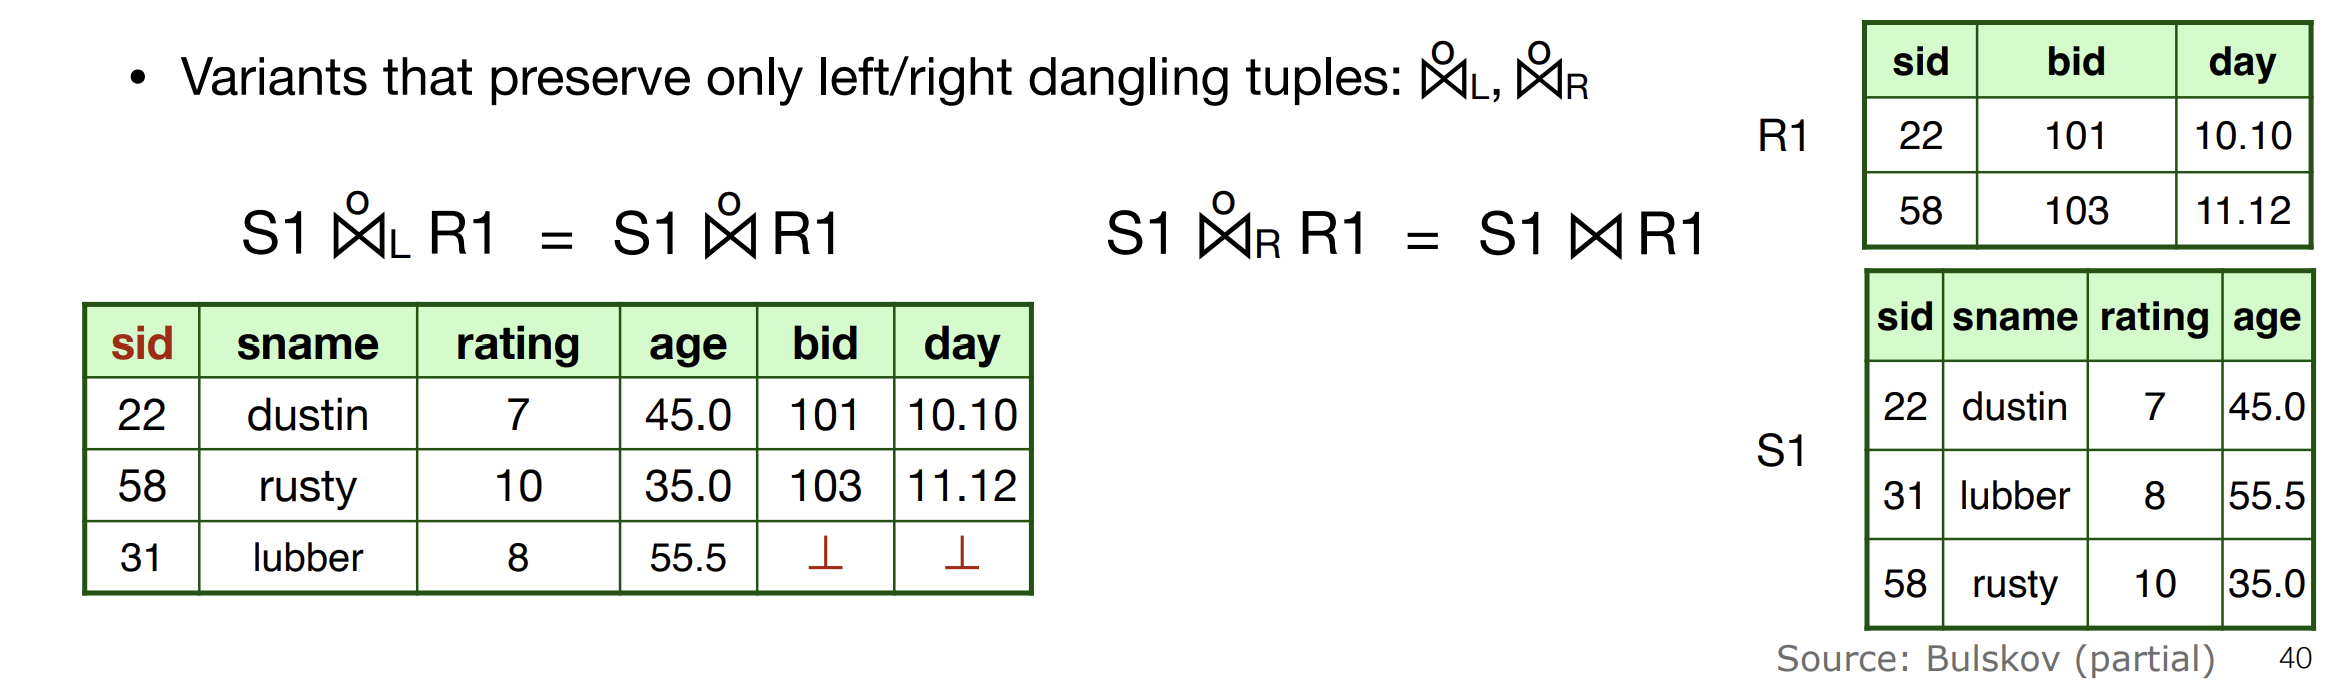 • Variants that preserve only left/right dangling tuples: ⋈ᴼL, ⋈ᴼR
S1 ⋈ᴼL R1 = S1 ⋈ᴼ R1
S1 ⋈ᴼR R1 = S1 ⋈ R1
sid sname rating age bid day
22 dustin 7 45.0 101 10.10
58 rusty 10 35.0 103 11.12
31 lubber 8 55.5 ⊥ ⊥
R1
sid bid day
22 101 10.10
58 103 11.12
S1
sid sname rating age
22 dustin 7 45.0
31 lubber 8 55.5
58 rusty 10 35.0
Source: Bulskov (partial) 40